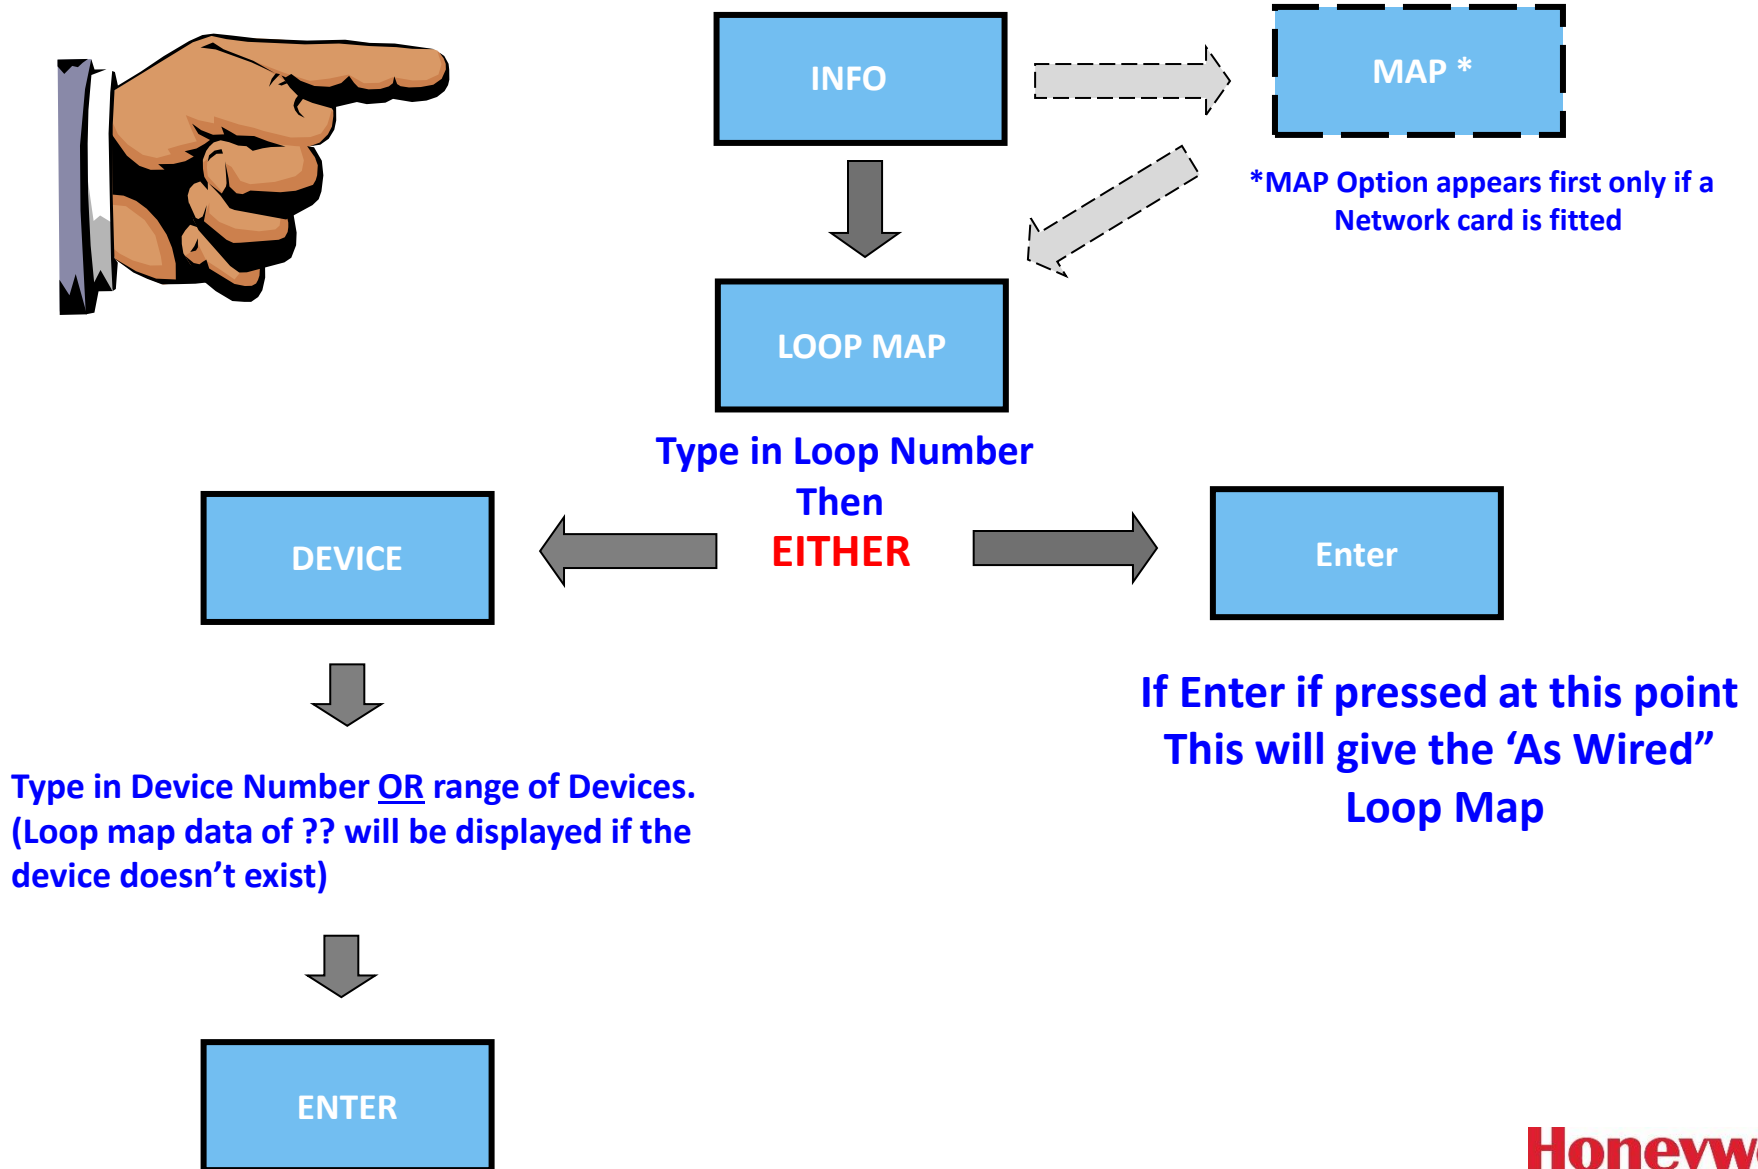 INFO
MAP *
*MAP Option appears first only if a
Network card is fitted
LOOP MAP
Type in Loop Number
Then
EITHER
DEVICE
Enter
If Enter if pressed at this point
This will give the ‘As Wired”
Loop Map
Type in Device Number OR range of Devices.
(Loop map data of ?? will be displayed if the
device doesn’t exist)
ENTER
Honeyw